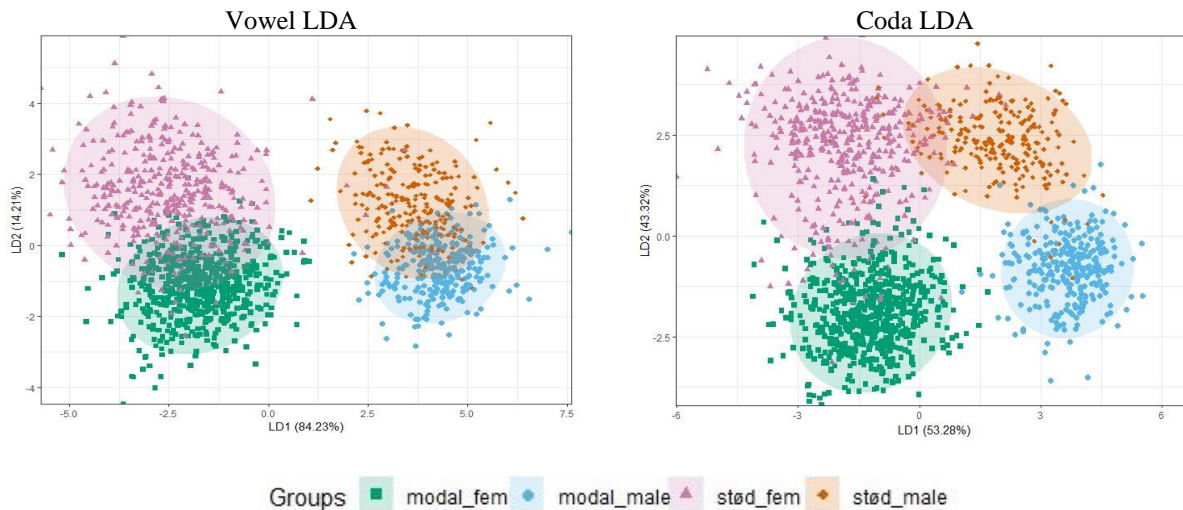 Vowel LDA
Coda LDA
4
2
0
-2
-4
LD2 (14.21%)
-5.0 -2.5 0.0 2.5 5.0 7.5
LD1 (84.23%)
2.5
0.0
-2.5
LD2 (43.32%)
-6 -3 0 3 6
LD1 (53.28%)
Groups modal_fem modal_male stød_fem stød_male